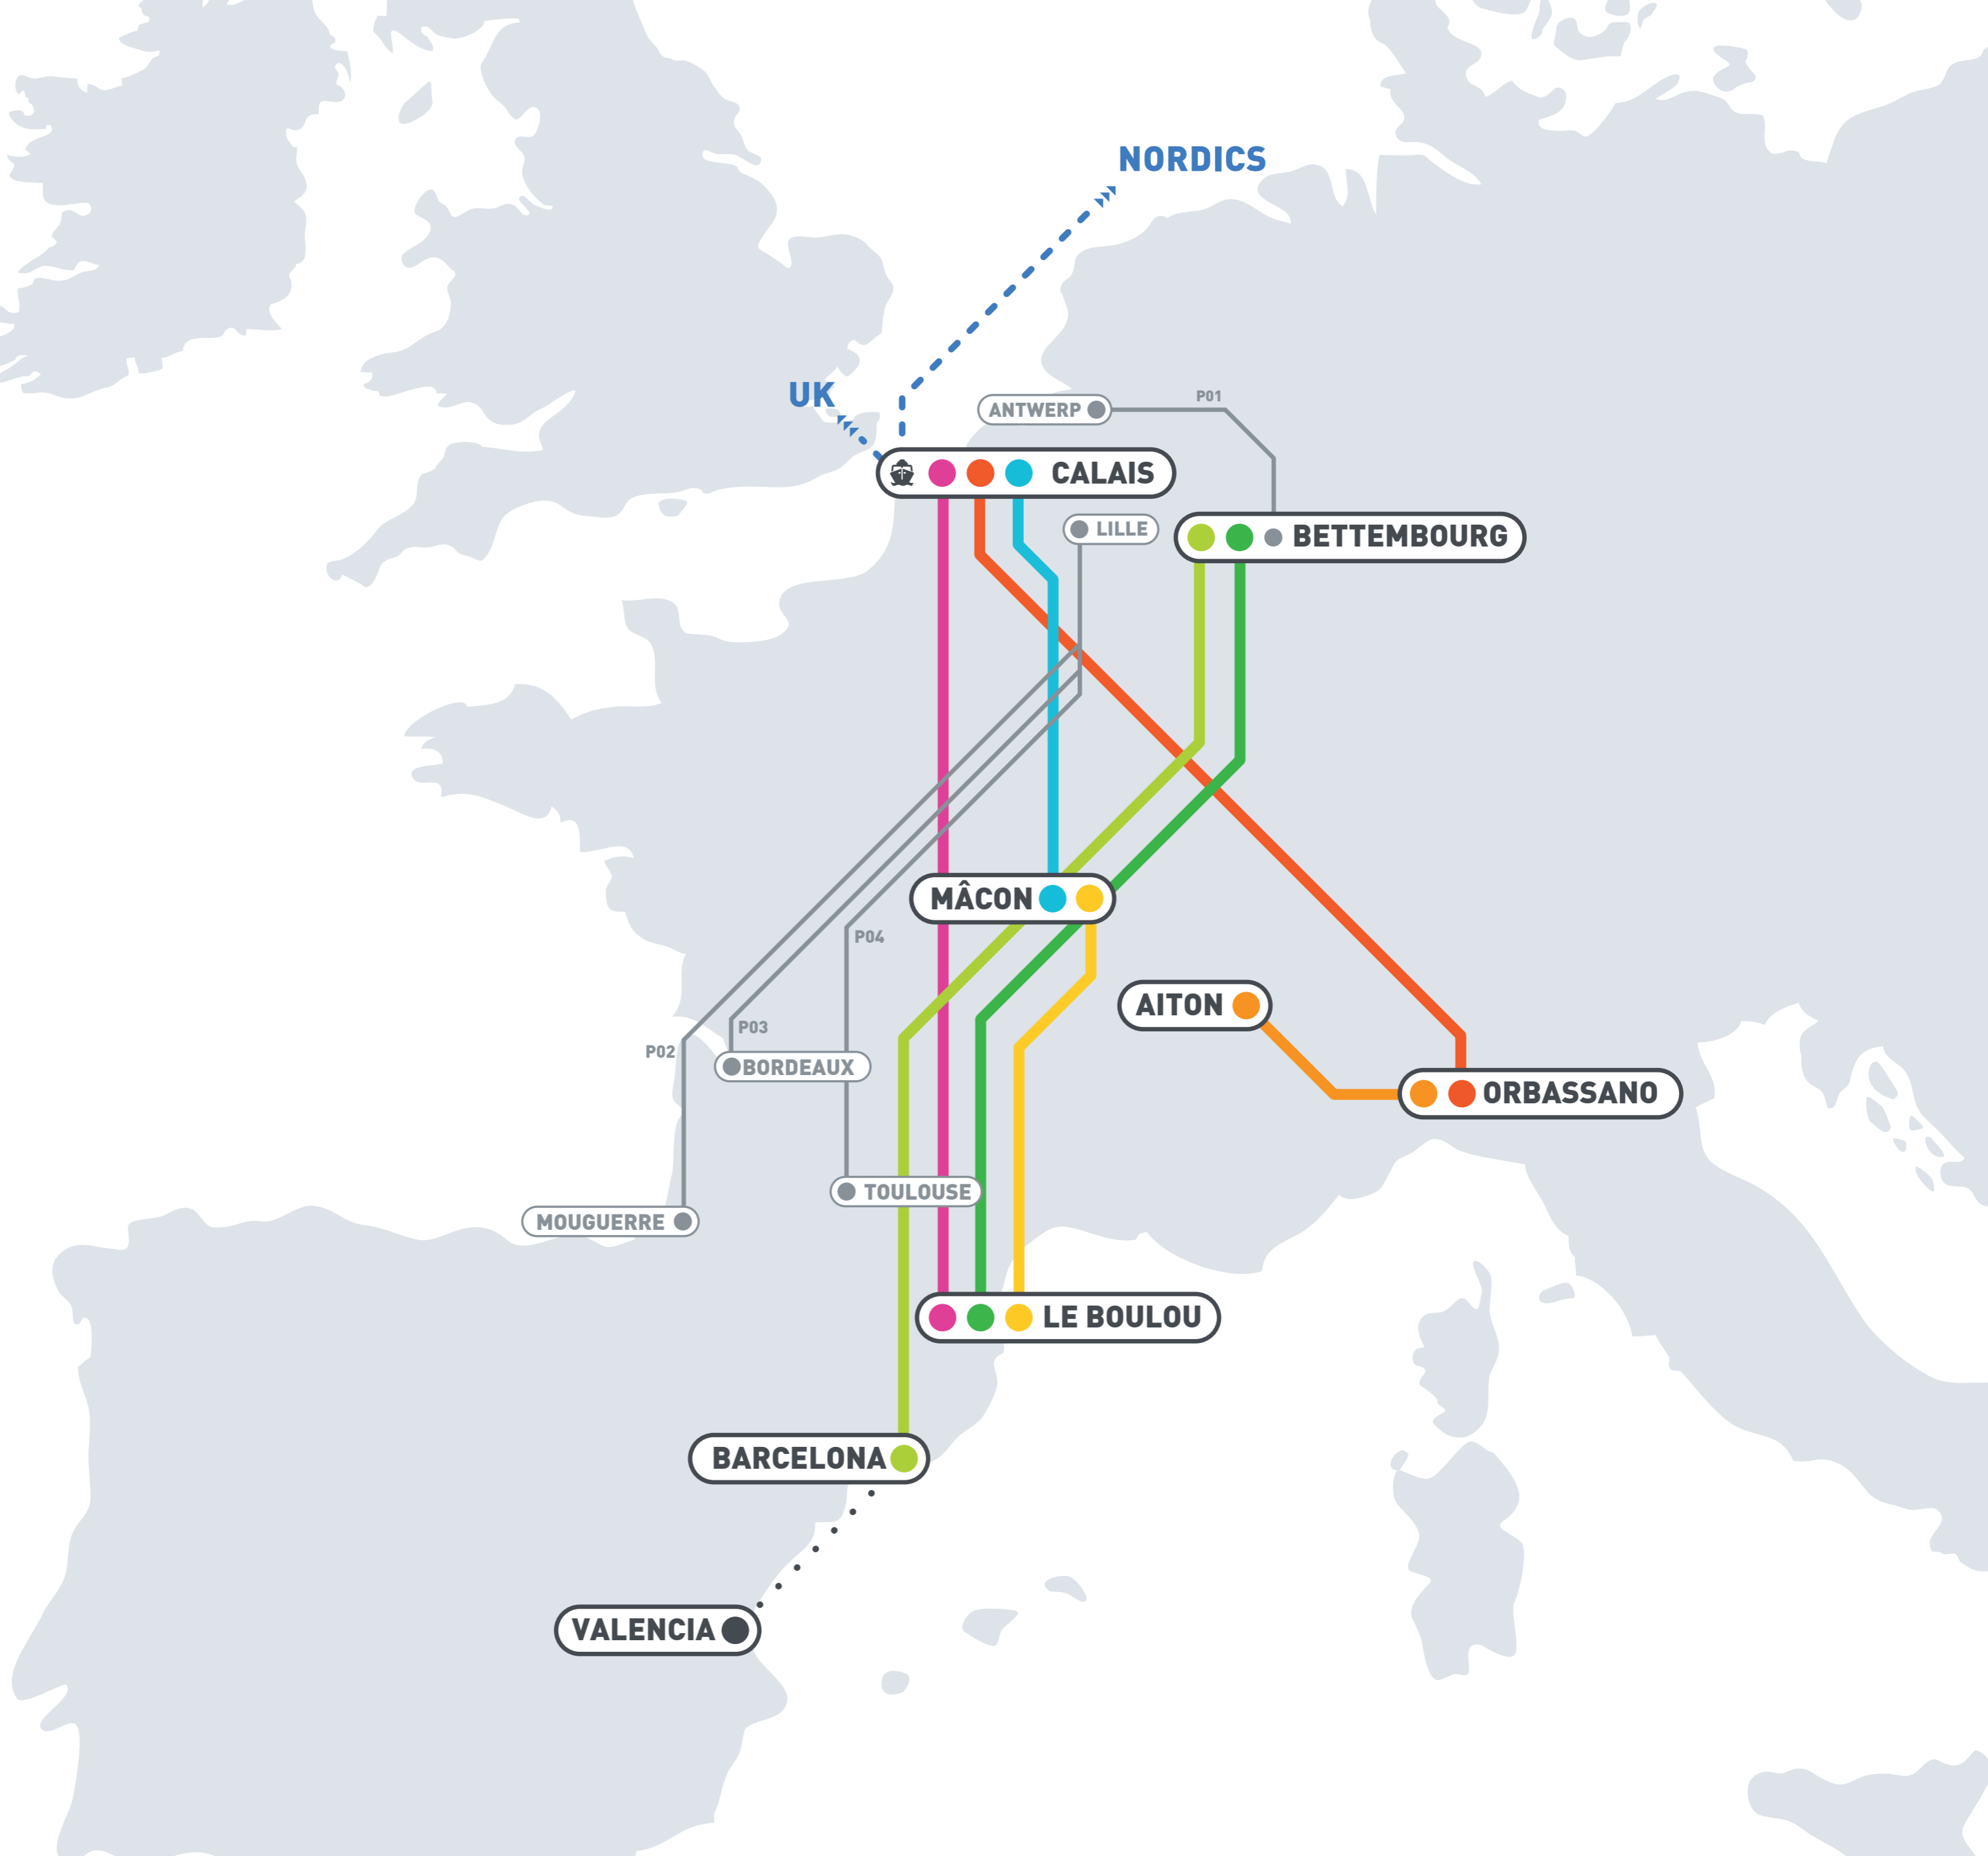 NORDICS
UK
ANTWERP
P01
CALAIS
LILLE
BETTEMBOURG
MÂCON
P04
AITON
P03
P02
BORDEAUX
ORBASSANO
TOULOUSE
MOUGUERRE
LE BOULOU
BARCELONA
VALENCIA